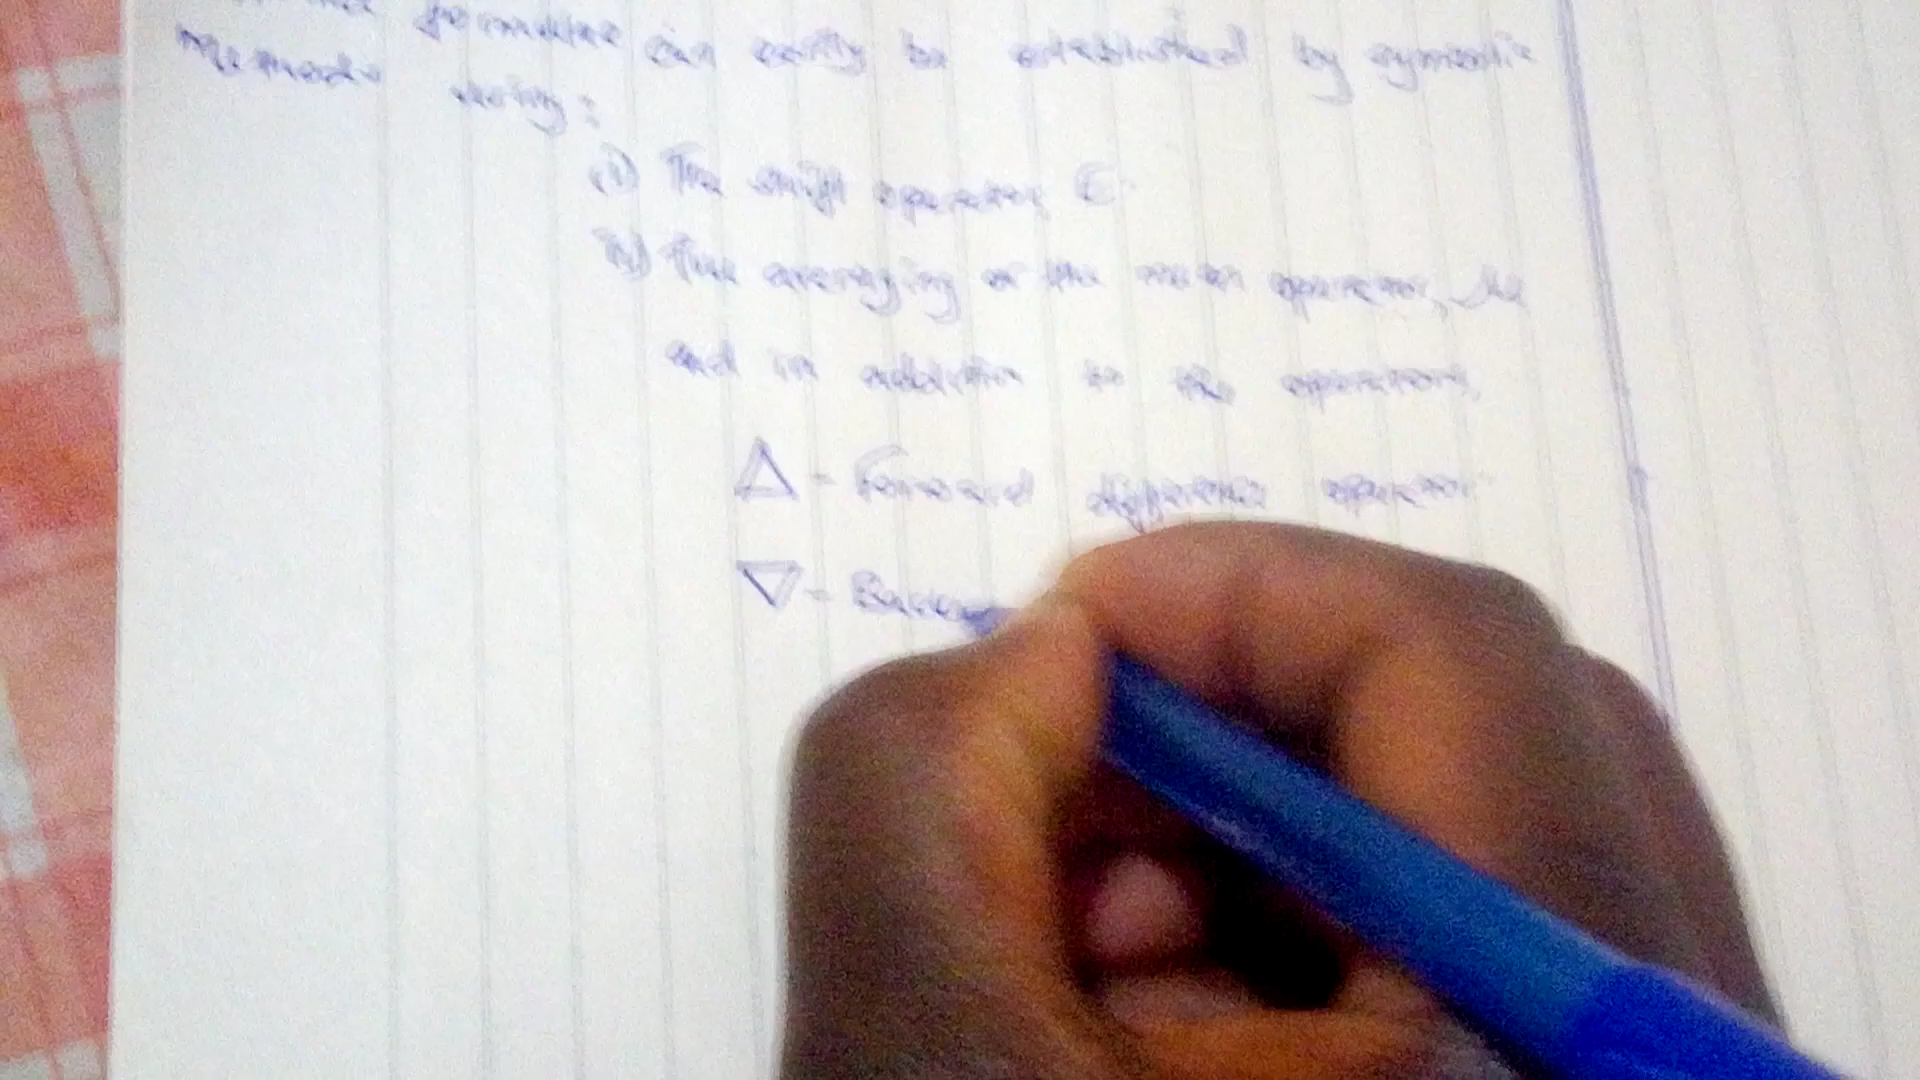 formulae can easily be established by symbolic
methods using:
(i) The shift operator, E.
(ii) The averaging or the mean operator, μ
and in addition to the operators,
Δ - Forward difference operator
∇ - Backw